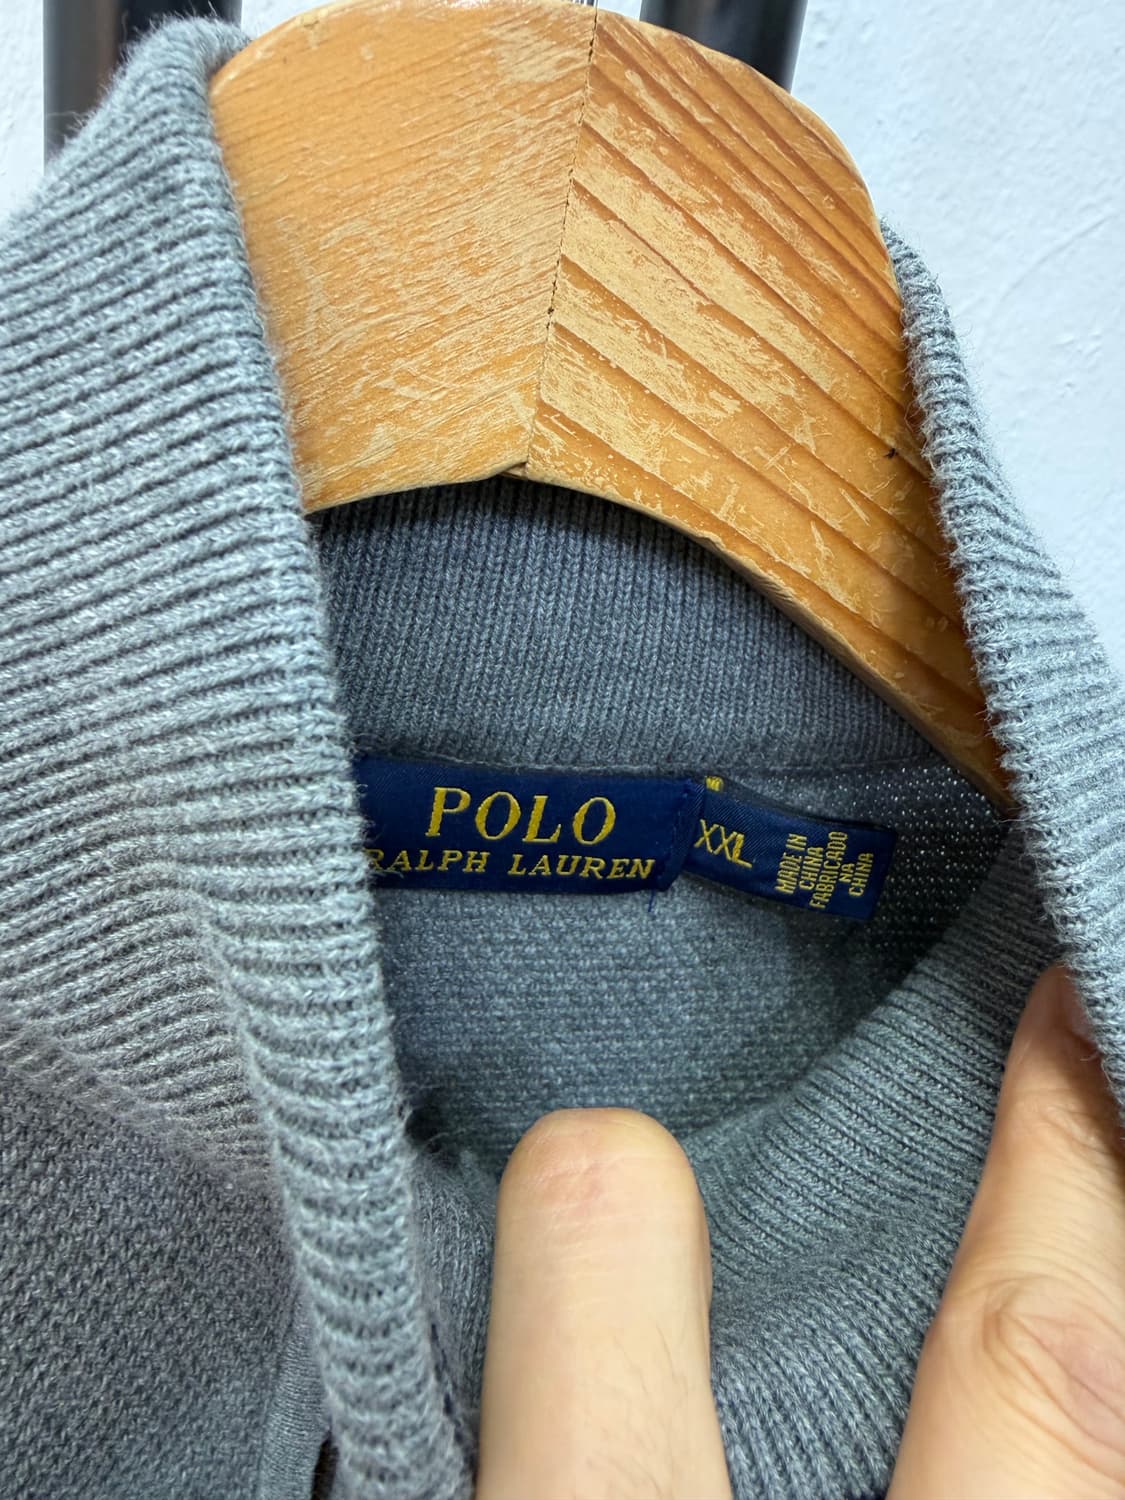 POLO
RALPH LAUREN
XXL
MADE IN
CHINA
FABRICADO
NA
CHINA